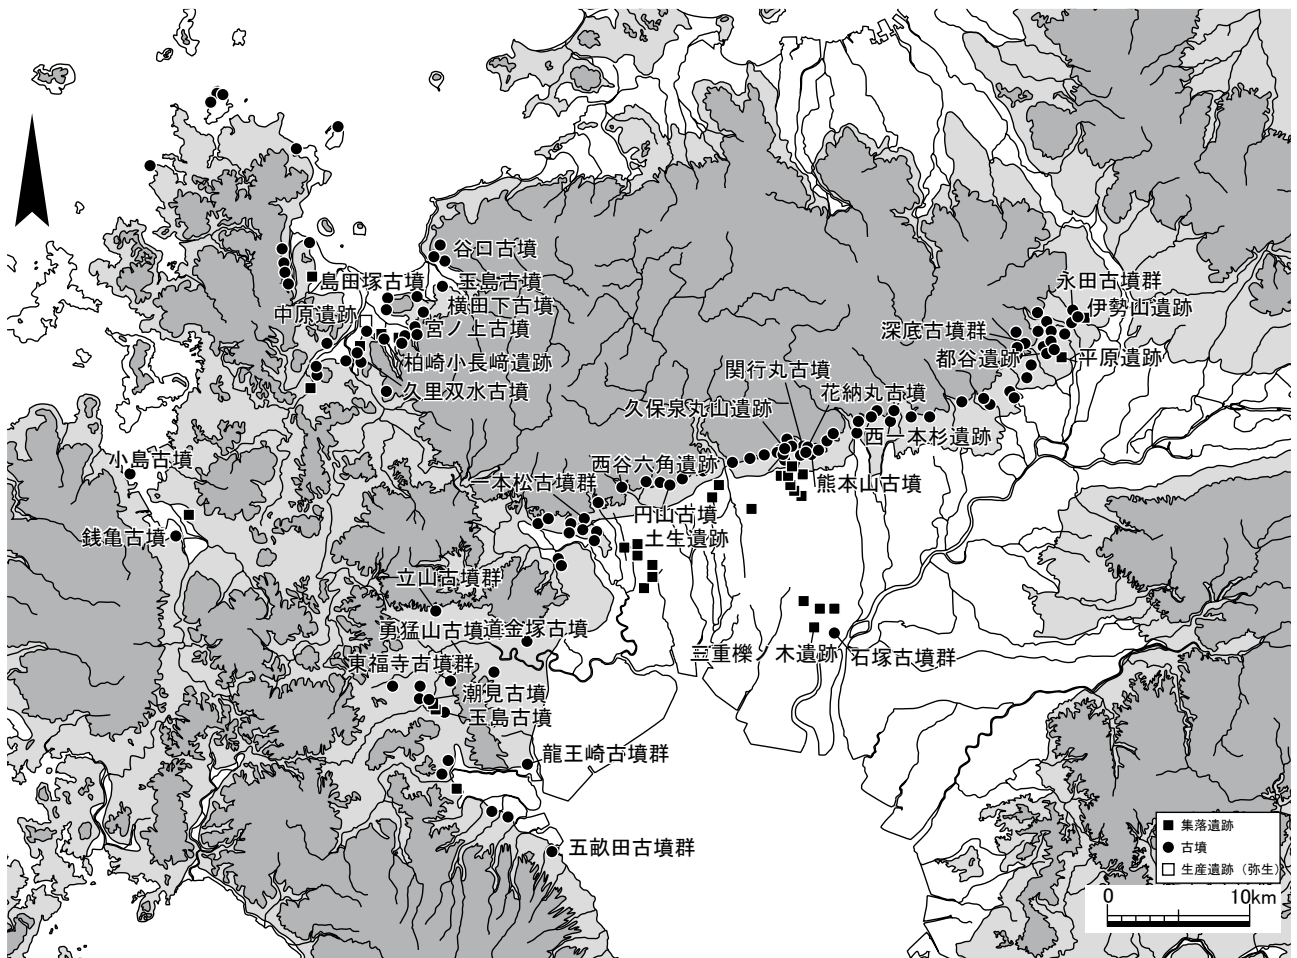 谷口古墳
玉島古墳
島田塚古墳
横田下古墳
中原遺跡
宮ノ上古墳
柏崎小長﨑遺跡
久里双水古墳
永田古墳群
伊勢山遺跡
深底古墳群
都谷遺跡
平原遺跡
関行丸古墳
花納丸古墳
久保泉丸山遺跡
西一本杉遺跡
小島古墳
西谷六角遺跡
一本松古墳群
熊本山古墳
銭亀古墳
円山古墳
土生遺跡
立山古墳群
勇猛山古墳
道金塚古墳
三重櫟ノ木遺跡
石塚古墳群
東福寺古墳群
潮見古墳
玉島古墳
龍王崎古墳群
五畝田古墳群
集落遺跡
古墳
生産遺跡（弥生）
0 10km